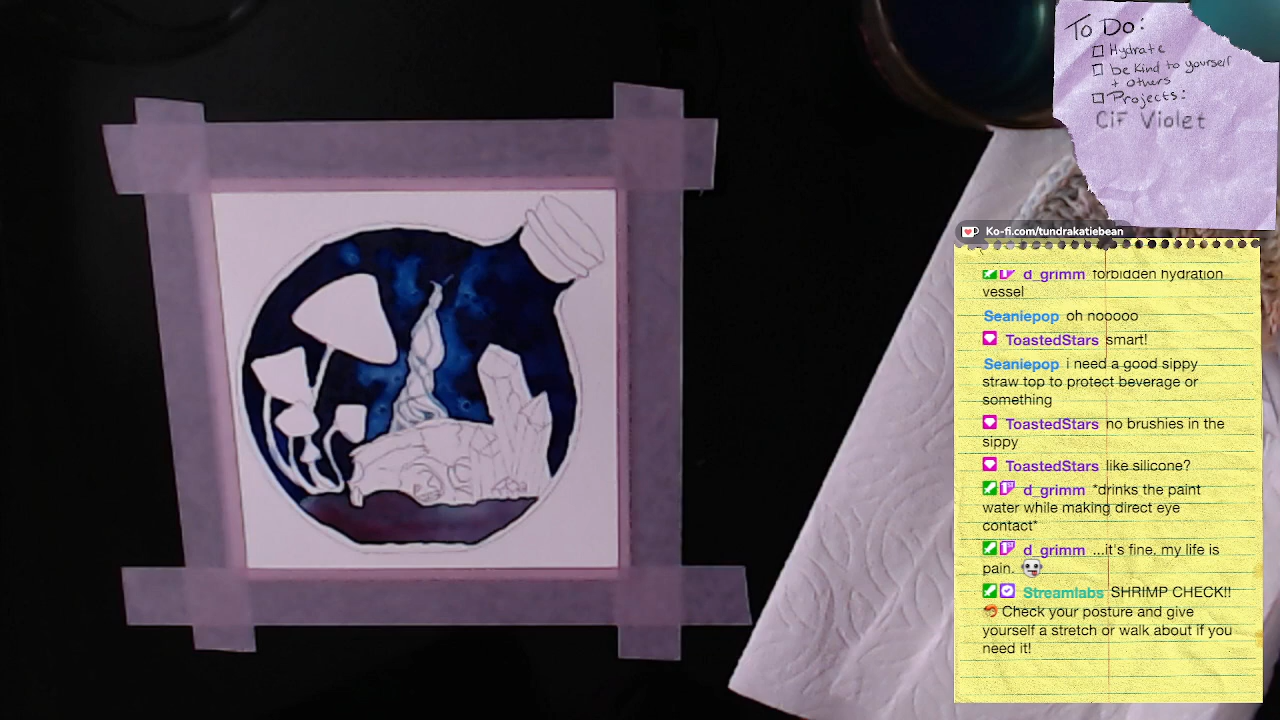 To Do:
Hydrate
be kind to yourself
+ others
Projects:
Cif Violet
Ko-fi.com/tundrakatiebean
d_grimm forbidden hydration
vessel
Seaniepop oh nooooo
ToastedStars smart!
Seaniepop i need a good sippy
straw top to protect beverage or
something
ToastedStars no brushies in the
sippy
ToastedStars like silicone?
d_grimm *drinks the paint
water while making direct eye
contact*
d_grimm ...it's fine. my life is
pain.
Streamlabs SHRIMP CHECK!!
Check your posture and give
yourself a stretch or walk about if you
need it!